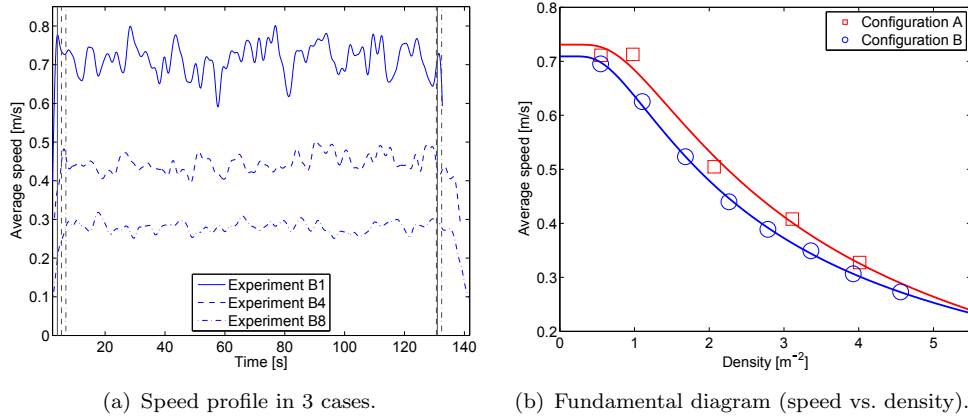 0.8
0.7
0.6
0.5
0.4
0.3
0.2
0.1
0
Average speed [m/s]
Experiment B1
Experiment B4
Experiment B8
20 40 60 80 100 120 140
Time [s]
(a) Speed profile in 3 cases.
0.8
0.7
0.6
0.5
0.4
0.3
0.2
Average speed [m/s]
Configuration A
Configuration B
0 1 2 3 4 5
Density [m⁻²]
(b) Fundamental diagram (speed vs. density).